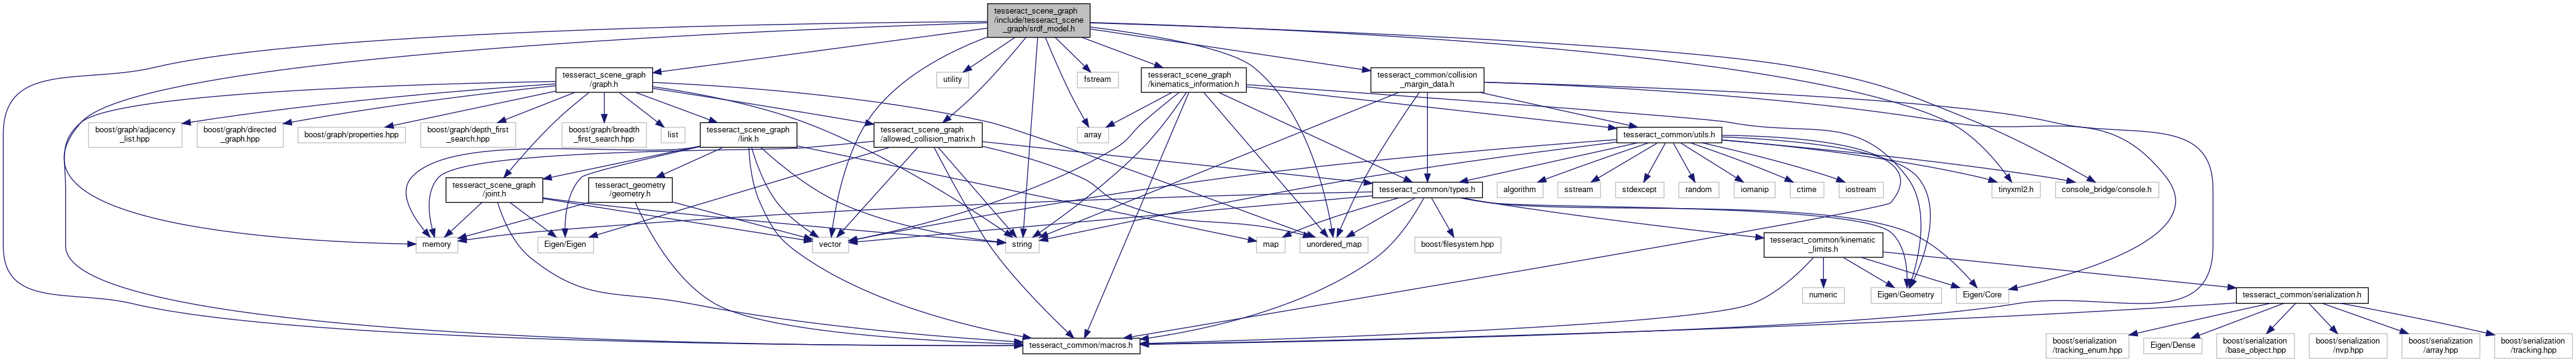 tesseract_scene_graph
/include/tesseract_scene
_graph/srdf_model.h
tesseract_scene_graph
/graph.h
utility
fstream
tesseract_scene_graph
/kinematics_information.h
tesseract_common/collision
_margin_data.h
boost/graph/adjacency
_list.hpp
boost/graph/directed
_graph.hpp
boost/graph/properties.hpp
boost/graph/depth_first
_search.hpp
boost/graph/breadth
_first_search.hpp
list
tesseract_scene_graph
/link.h
tesseract_scene_graph
/allowed_collision_matrix.h
array
tesseract_common/utils.h
tesseract_scene_graph
/joint.h
tesseract_geometry
/geometry.h
tesseract_common/types.h
algorithm
sstream
stdexcept
random
iomanip
ctime
iostream
tinyxml2.h
console_bridge/console.h
memory
Eigen/Eigen
vector
string
map
unordered_map
boost/filesystem.hpp
tesseract_common/kinematic
_limits.h
numeric
Eigen/Geometry
Eigen/Core
tesseract_common/serialization.h
tesseract_common/macros.h
boost/serialization
/tracking_enum.hpp
Eigen/Dense
boost/serialization
/base_object.hpp
boost/serialization
/nvp.hpp
boost/serialization
/array.hpp
boost/serialization
/tracking.hpp